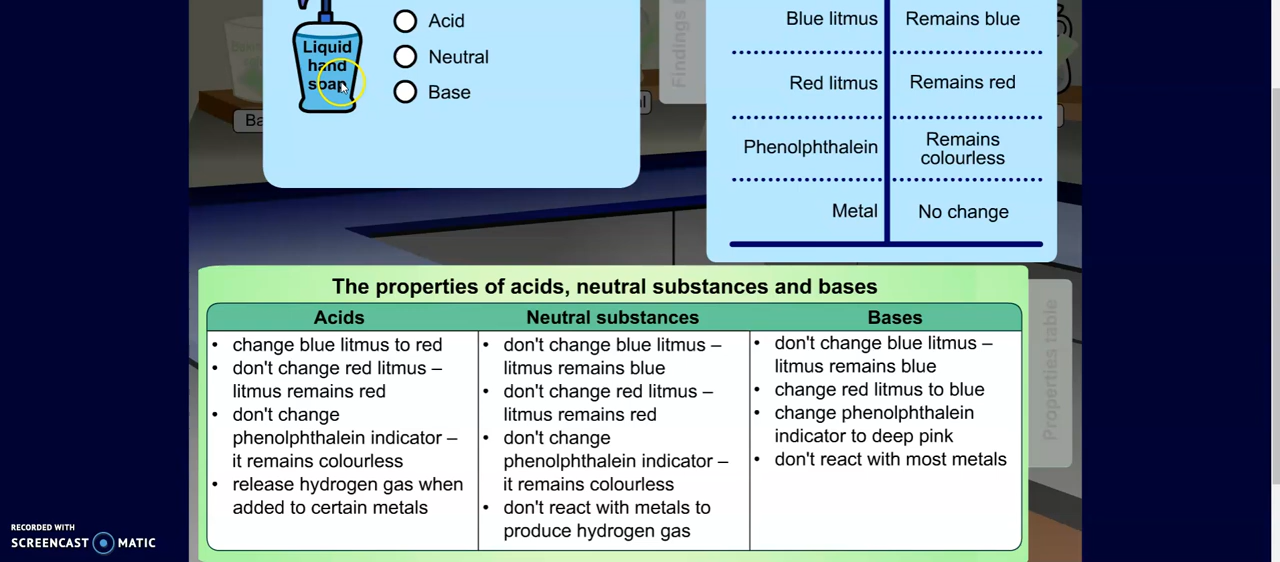 Acid
Liquid
hand
soap
Neutral
Base
Ba
Findings
Blue litmus Remains blue
Red litmus Remains red
Phenolphthalein Remains
colourless
Metal No change
The properties of acids, neutral substances and bases
Acids
• change blue litmus to red
• don't change red litmus –
litmus remains red
• don't change
phenolphthalein indicator –
it remains colourless
• release hydrogen gas when
added to certain metals
Neutral substances
• don't change blue litmus –
litmus remains blue
• don't change red litmus –
litmus remains red
• don't change
phenolphthalein indicator –
it remains colourless
• don't react with metals to
produce hydrogen gas
Bases
• don't change blue litmus –
litmus remains blue
• change red litmus to blue
• change phenolphthalein
indicator to deep pink
• don't react with most metals
Properties table
RECORDED WITH
SCREENCAST MATIC